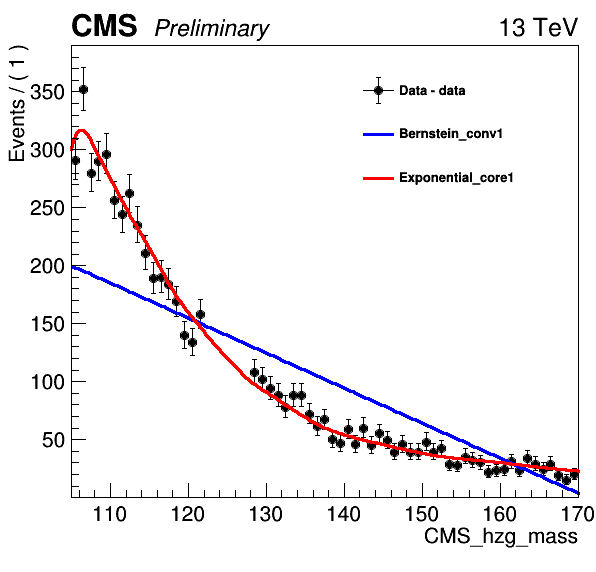 CMS Preliminary 13 TeV
Events / ( 1 )
350
300
250
200
150
100
50
Data - data
Bernstein_conv1
Exponential_core1
110 120 130 140 150 160 170
CMS_hzg_mass